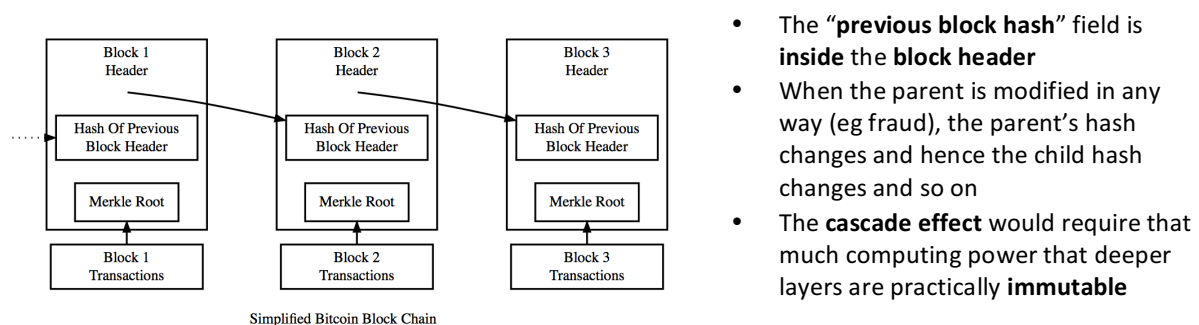 Block 1
Header
Hash Of Previous
Block Header
Merkle Root
Block 1
Transactions
Block 2
Header
Hash Of Previous
Block Header
Merkle Root
Block 2
Transactions
Block 3
Header
Hash Of Previous
Block Header
Merkle Root
Block 3
Transactions
Simplified Bitcoin Block Chain
• The “previous block hash” field is
inside the block header
• When the parent is modified in any
way (eg fraud), the parent’s hash
changes and hence the child hash
changes and so on
• The cascade effect would require that
much computing power that deeper
layers are practically immutable